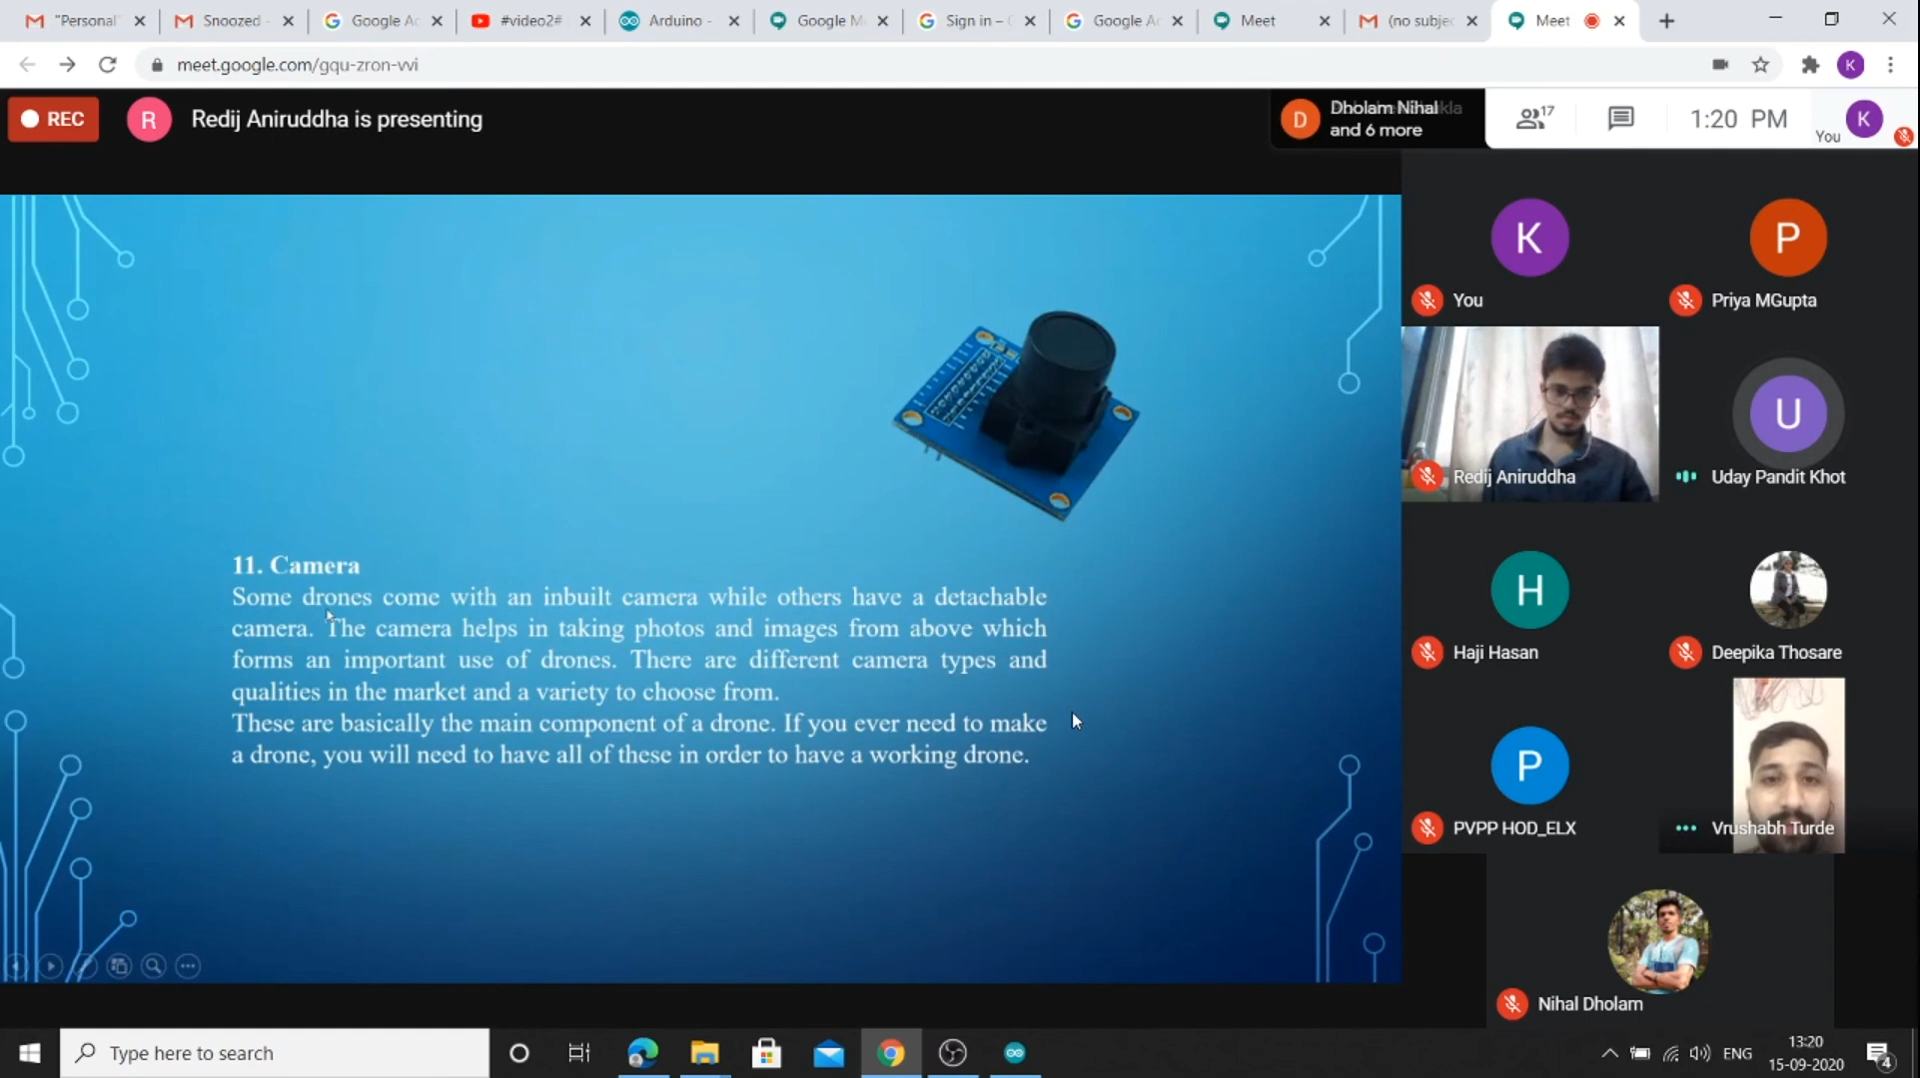 "Personal"
Snoozed -
Google Ac
#video2#
Arduino -
Google M
Sign in – G
Google Ac
Meet
(no subjec
Meet
meet.google.com/gqu-zron-vvi
K
REC
R
Redij Aniruddha is presenting
D
Dholam Nihal
and 6 more
17
1:20 PM
You
K
K
You
P
Priya MGupta
Redij Aniruddha
U
Uday Pandit Khot
H
Haji Hasan
Deepika Thosare
P
PVPP HOD_ELX
Vrushabh Turde
Nihal Dholam
11. Camera
Some drones come with an inbuilt camera while others have a detachable
camera. The camera helps in taking photos and images from above which
forms an important use of drones. There are different camera types and
qualities in the market and a variety to choose from.
These are basically the main component of a drone. If you ever need to make
a drone, you will need to have all of these in order to have a working drone.
Type here to search
ENG
13:20
15-09-2020
4